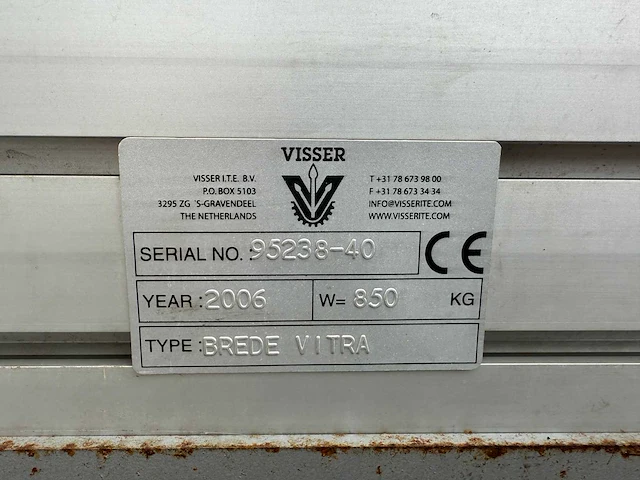 VISSER
VISSER I.T.E. B.V.
P.O. BOX 5103
3295 ZG 'S-GRAVENDEEL
THE NETHERLANDS
T +31 78 673 98 00
F +31 78 673 34 34
INFO@VISSERITE.COM
WWW.VISSERITE.COM
SERIAL NO. : 95238-40
CE
YEAR : 2006 W= 850 KG
TYPE : BREDE VITRA